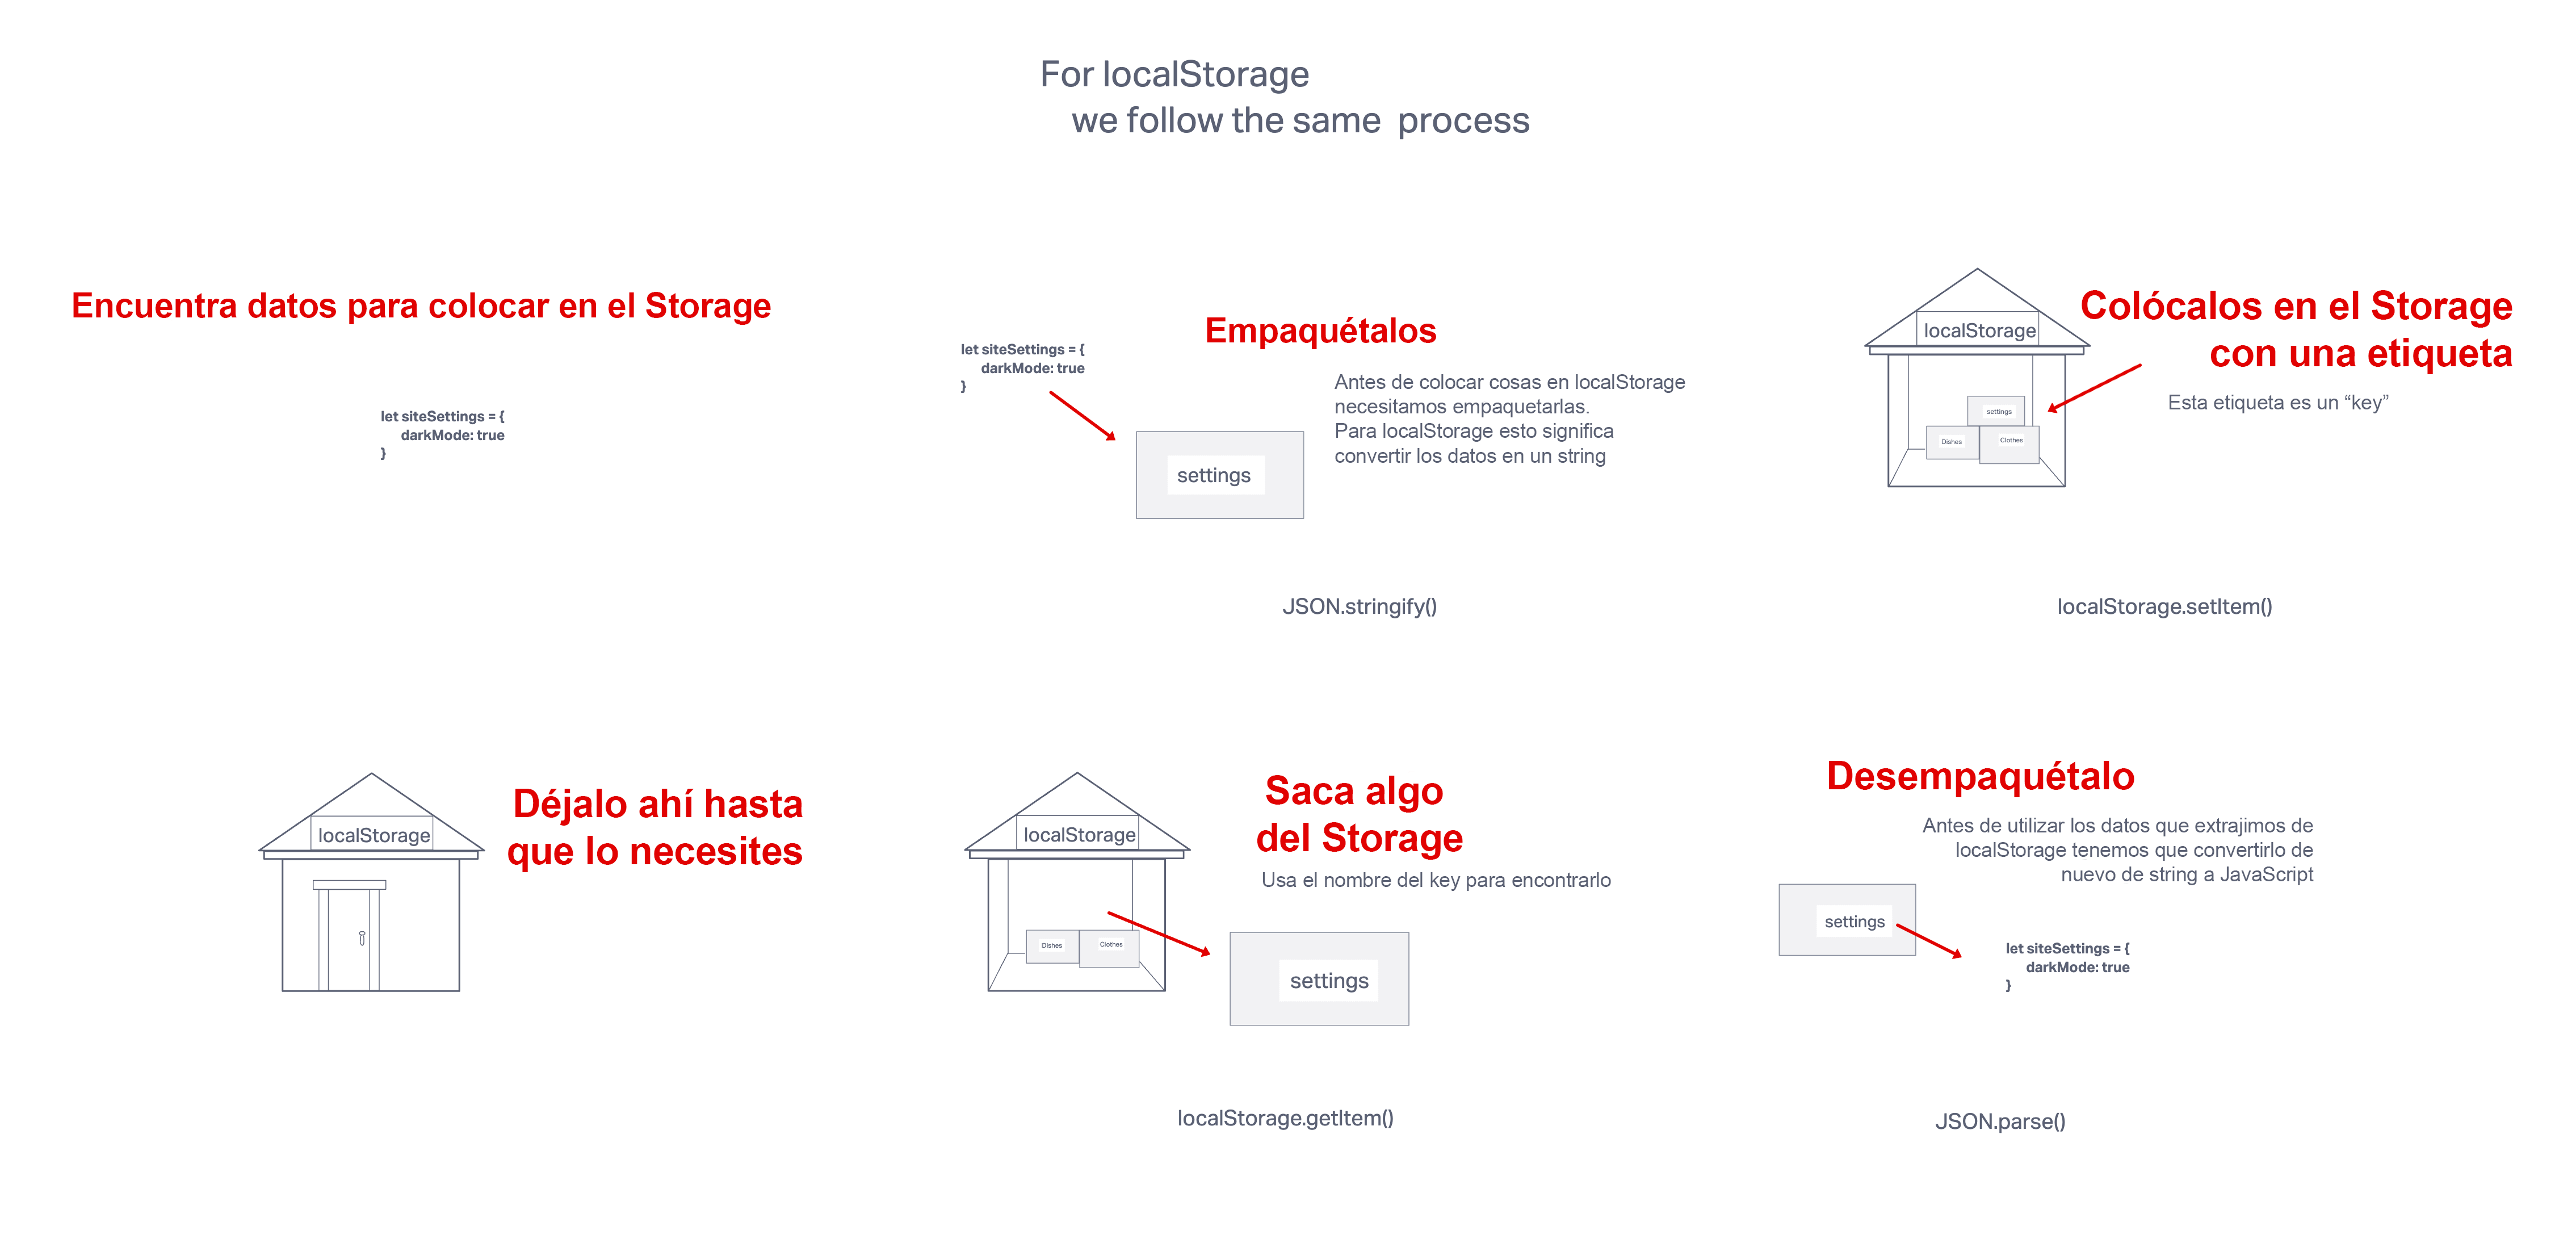 For localStorage
we follow the same process
Encuentra datos para colocar en el Storage
let siteSettings = {
darkMode: true
}
Empaquétalos
let siteSettings = {
darkMode: true
}
Antes de colocar cosas en localStorage
necesitamos empaquetarlas.
Para localStorage esto significa
convertir los datos en un string
settings
JSON.stringify()
localStorage
Colócalos en el Storage
con una etiqueta
Esta etiqueta es un “key”
settings
Dishes
Clothes
localStorage.setItem()
localStorage
Déjalo ahí hasta
que lo necesites
localStorage
Saca algo
del Storage
Usa el nombre del key para encontrarlo
Dishes
Clothes
settings
localStorage.getItem()
Desempaquétalo
Antes de utilizar los datos que extrajimos de
localStorage tenemos que convertirlo de
nuevo de string a JavaScript
settings
let siteSettings = {
darkMode: true
}
JSON.parse()